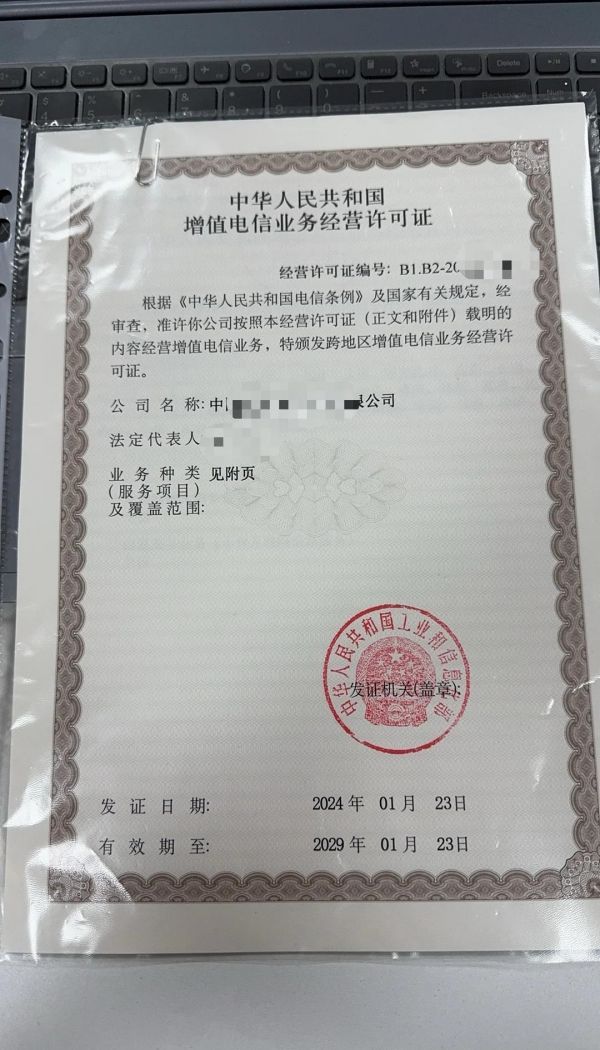 Delete
Backspace
Num
中华人民共和国
增值电信业务经营许可证
经营许可证编号: B1.B2-20
根据《中华人民共和国电信条例》及国家有关规定，经
审查，准许你公司按照本经营许可证（正文和附件）载明的
内容经营增值电信业务，特颁发跨地区增值电信业务经营许
可证。
公司名称: 中 限公司
法定代表人
业务种类 见附页
(服务项目)
及覆盖范围:
中华人民共和国工业和信息化部
发证机关(盖章):
发证日期: 2024 年 01 月 23日
有效期至: 2029 年 01 月 23日